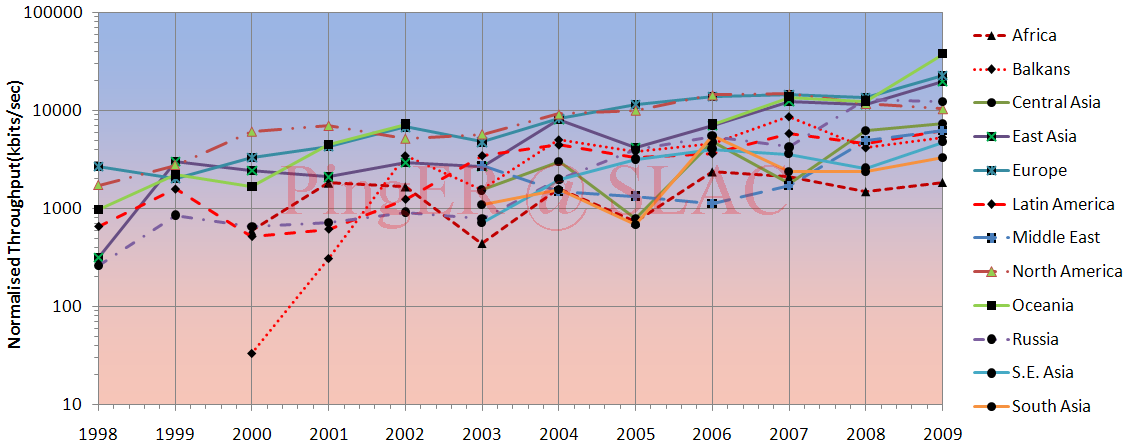 100000
10000
1000
100
10
Normalised Throughput(kbits/sec)
PingER @ SLAC
1998 1999 2000 2001 2002 2003 2004 2005 2006 2007 2008 2009
Africa
Balkans
Central Asia
East Asia
Europe
Latin America
Middle East
North America
Oceania
Russia
S.E. Asia
South Asia